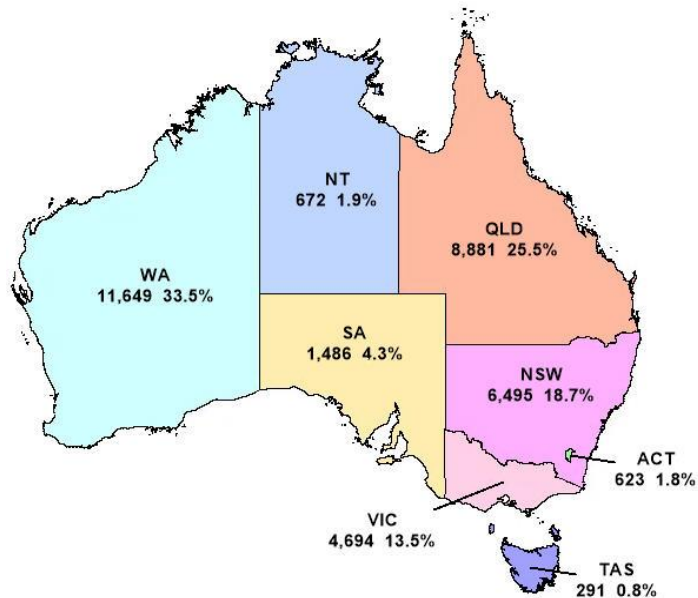 NT
672 1.9%
QLD
8,881 25.5%
WA
11,649 33.5%
SA
1,486 4.3%
NSW
6,495 18.7%
ACT
623 1.8%
VIC
4,694 13.5%
TAS
291 0.8%